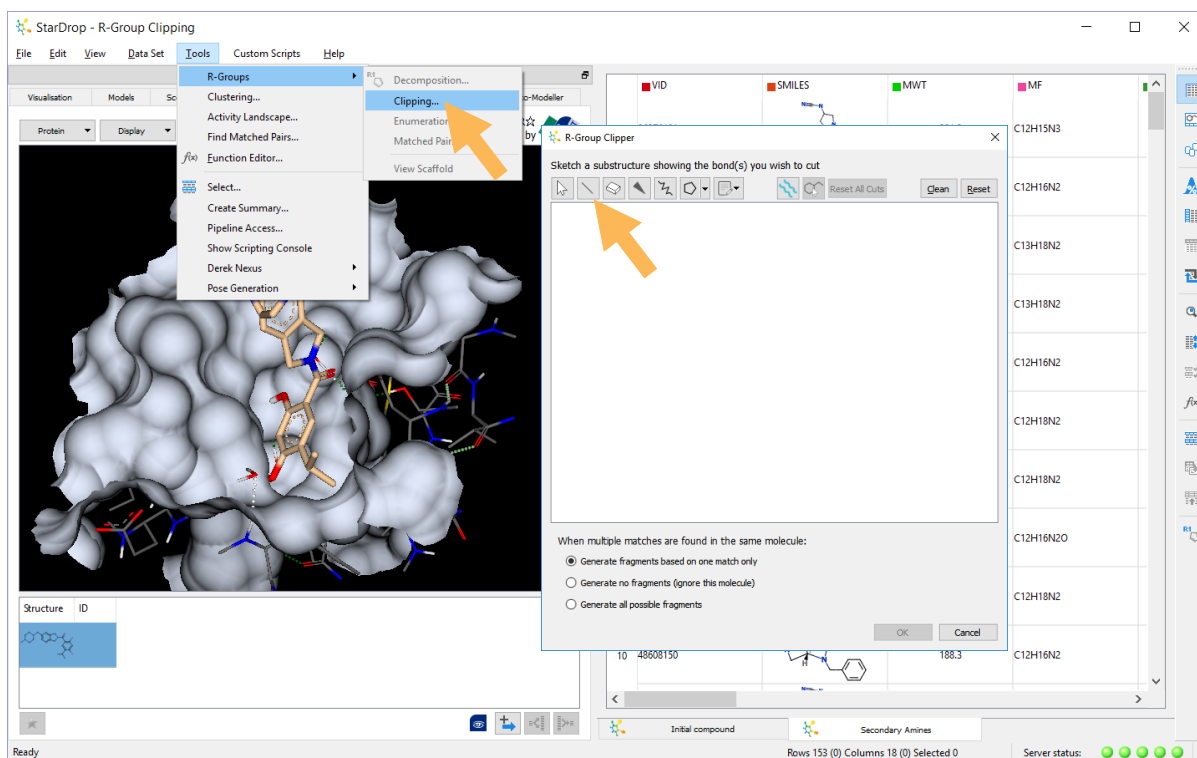 StarDrop - R-Group Clipping
File Edit View Data Set Tools Custom Scripts Help
R-Groups
Clustering...
Activity Landscape...
Find Matched Pairs...
f(x) Function Editor...
Select...
Create Summary...
Pipeline Access...
Show Scripting Console
Derek Nexus
Pose Generation
R1 Decomposition...
Clipping...
Enumeration
Matched Pair
View Scaffold
Visualisation Models Sc o-Modeller
Protein Display by
VID SMILES MWT MF
C12H15N3
C12H16N2
C13H18N2
C13H18N2
C12H16N2
C12H18N2
C12H18N2
C12H16N2O
C12H18N2
10 48608150 188.3 C12H16N2
R-Group Clipper
Sketch a substructure showing the bond(s) you wish to cut
Reset All Cuts Clean Reset
When multiple matches are found in the same molecule:
Generate fragments based on one match only
Generate no fragments (ignore this molecule)
Generate all possible fragments
OK Cancel
Structure ID
Initial compound Secondary Amines
Ready Rows 153 (0) Columns 18 (0) Selected 0 Server status: